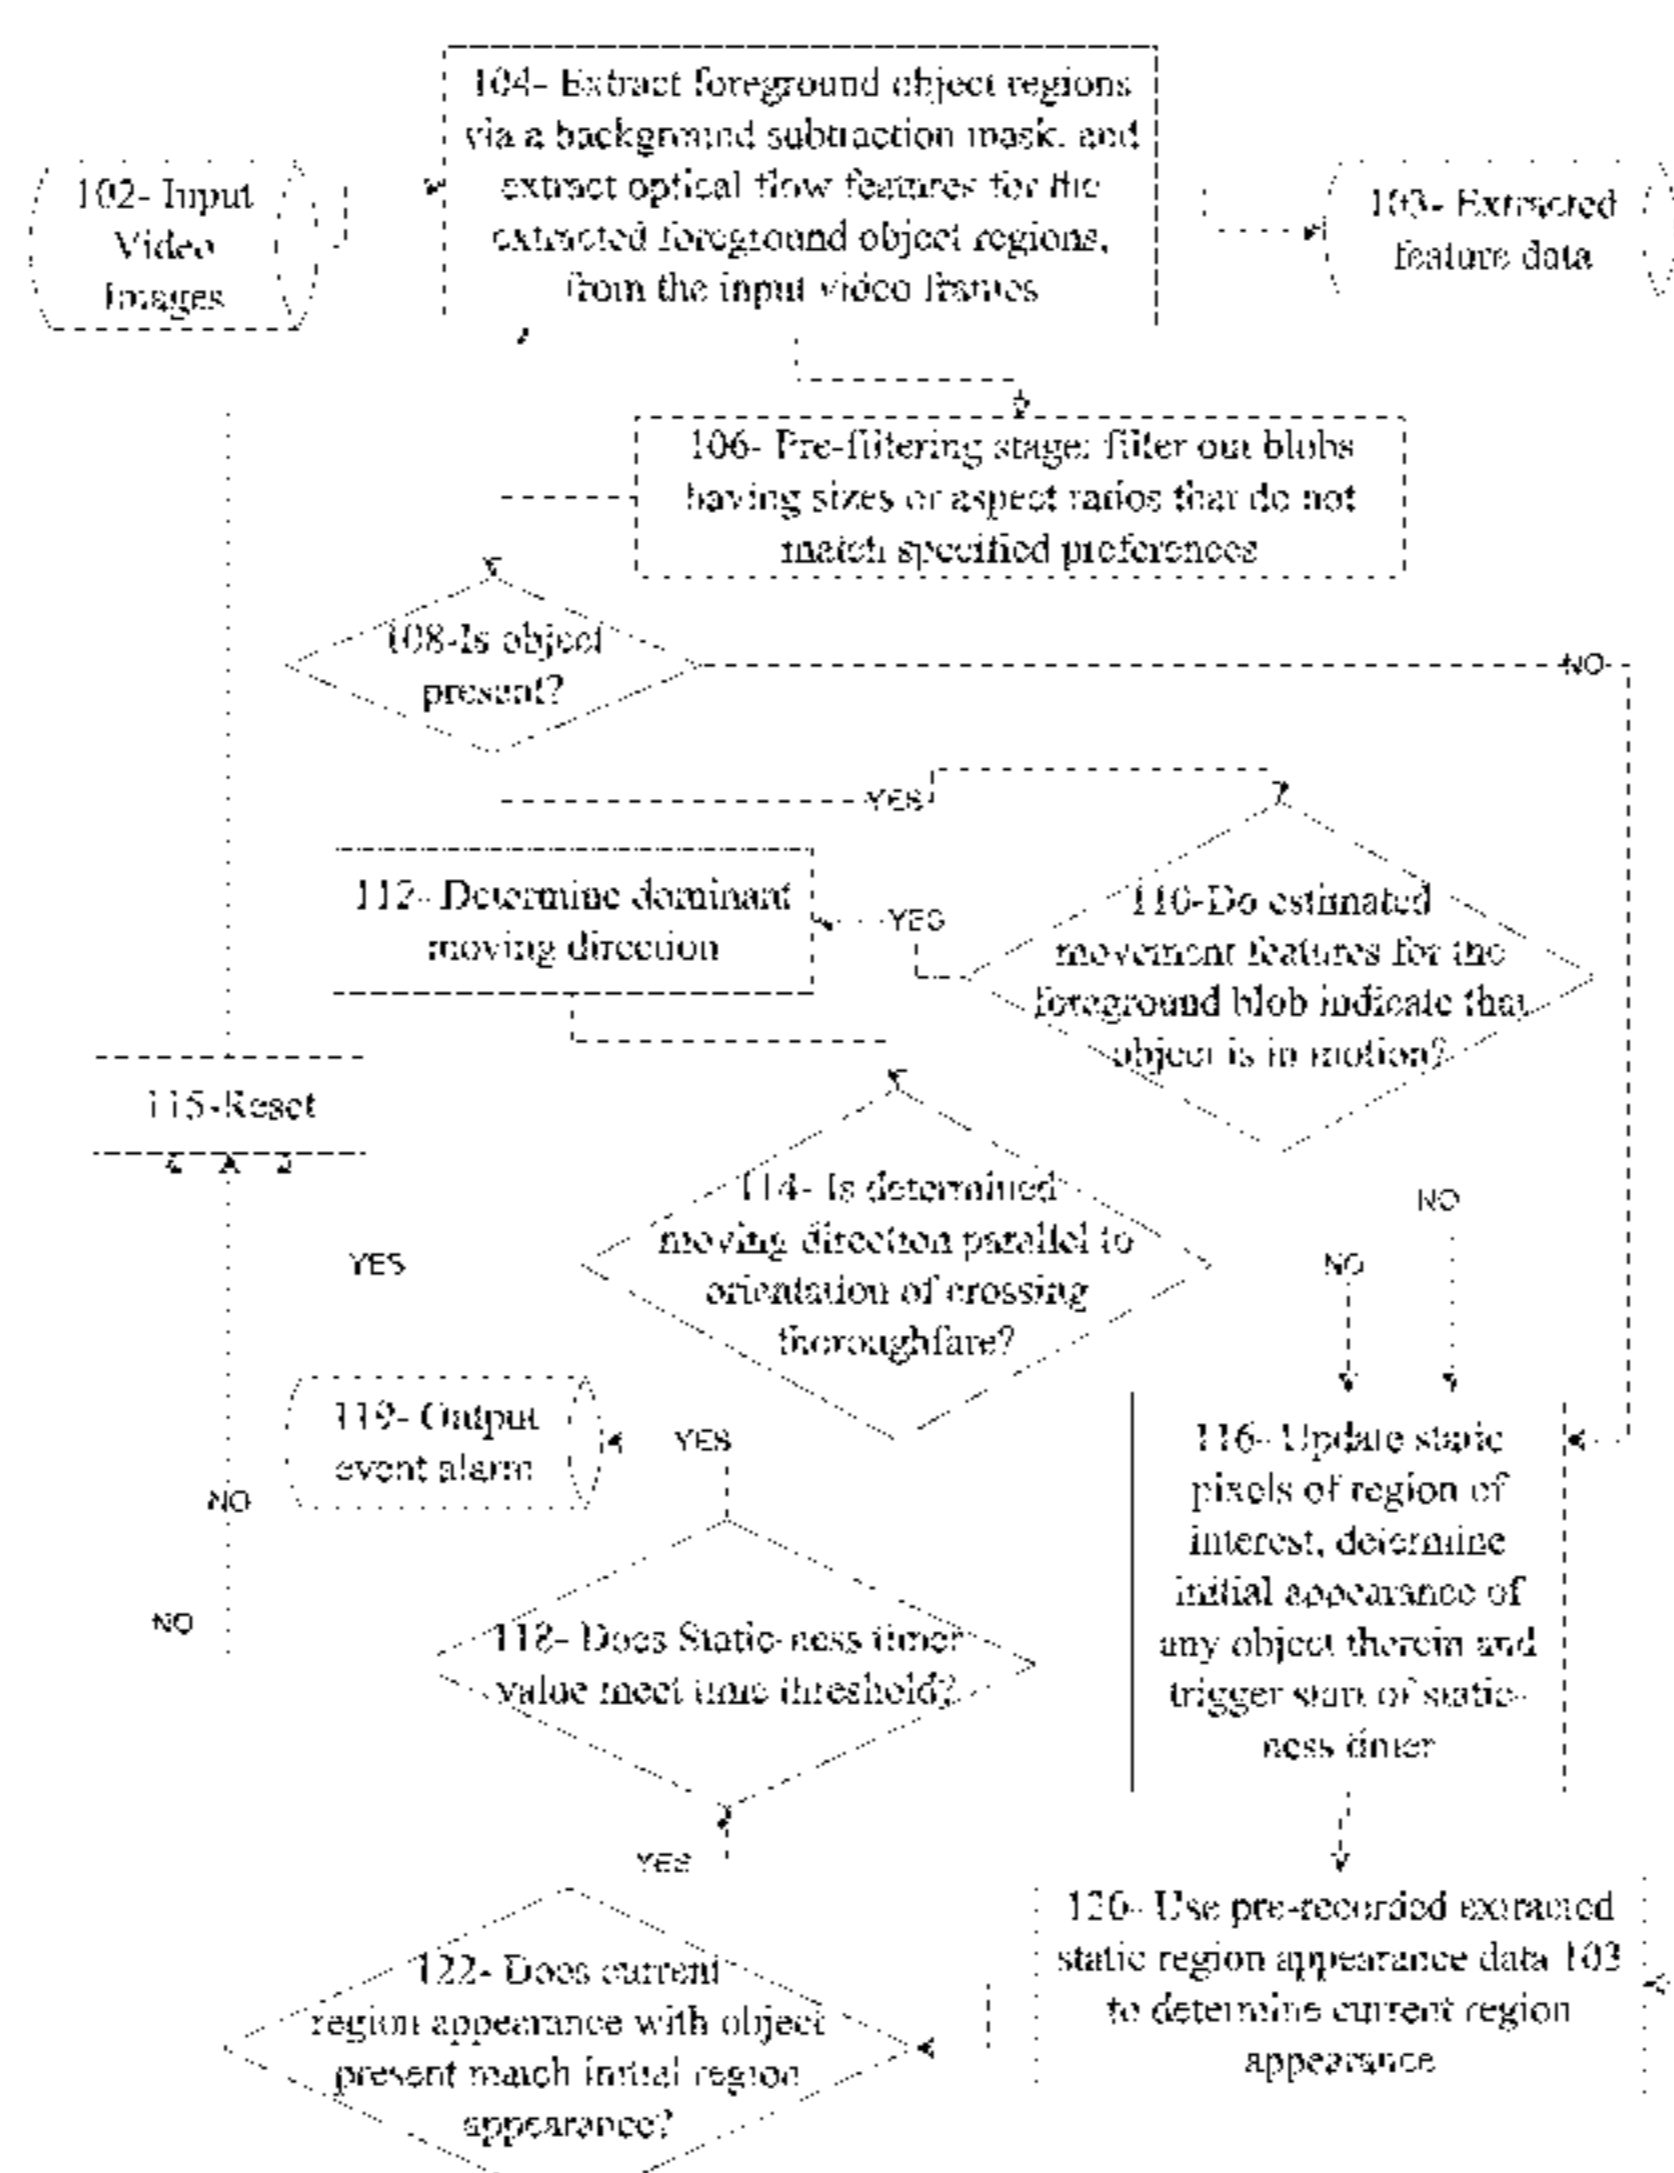 104- Extract foreground object regions
via a background subtraction mask, and
extract optical flow features for the
extracted foreground object regions,
from the input video frames
102- Input
Video
Images
103- Extracted
feature data
106- Pre-filtering stage: filter out blobs
having sizes or aspect ratios that do not
match specified preferences
108-Is object
present?
NO
YES
112- Determine dominant
moving direction
YES
110-Do estimated
movement features for the
foreground blob indicate that
object is in motion?
115-Reset
114- Is determined
moving direction parallel to
orientation of crossing
thoroughfare?
NO
YES
NO
119- Output
event alarm
YES
116- Update static
pixels of region of
interest, determine
initial appearance of
any object therein and
trigger start of static-
ness timer
NO
NO
118- Does Static-ness timer
value meet time threshold?
YES
120- Use pre-recorded extracted
static region appearance data 103
to determine current region
appearance
122- Does current
region appearance with object
present match initial region
appearance?